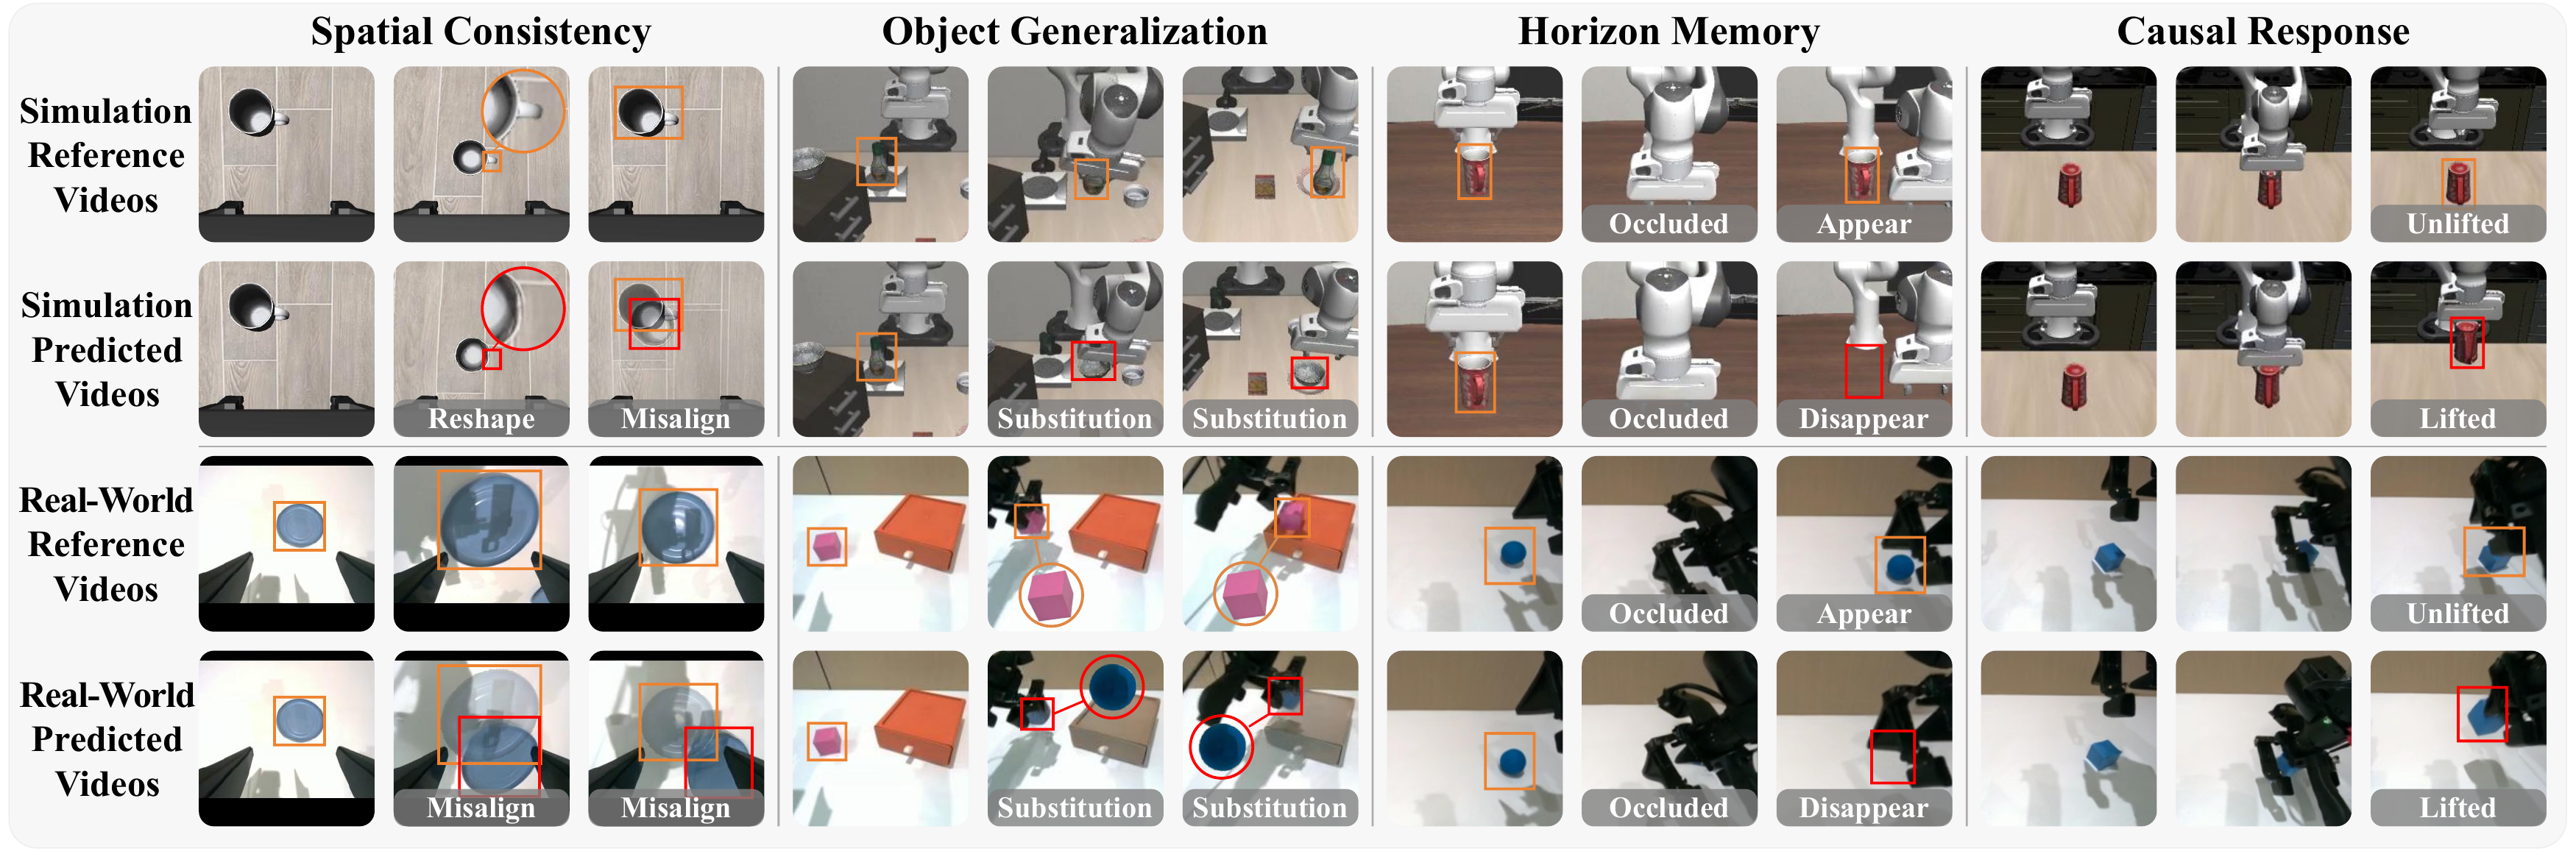 Spatial Consistency
Object Generalization
Horizon Memory
Causal Response
Simulation
Reference
Videos
Occluded
Appear
Unlifted
Simulation
Predicted
Videos
Reshape
Misalign
Substitution
Substitution
Occluded
Disappear
Lifted
Real-World
Reference
Videos
Occluded
Appear
Unlifted
Real-World
Predicted
Videos
Misalign
Misalign
Substitution
Substitution
Occluded
Disappear
Lifted